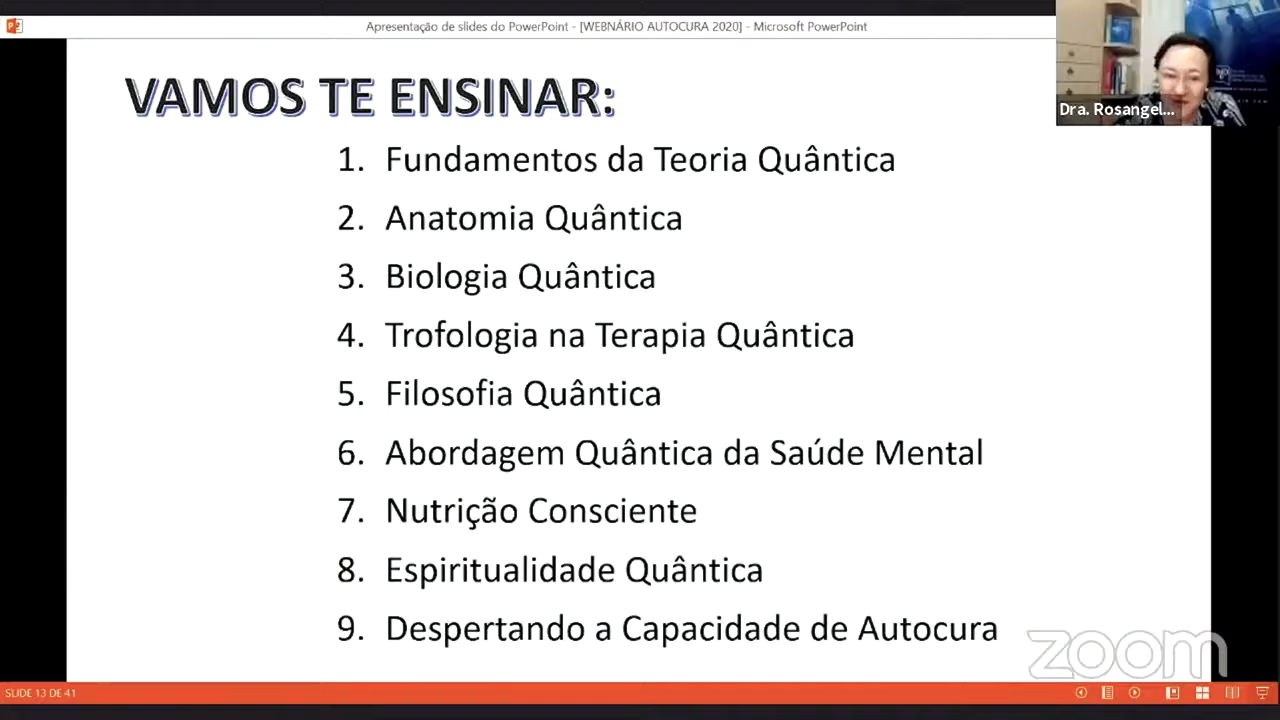 Apresentação de slides do PowerPoint - [WEBNÁRIO AUTOCURA 2020] - Microsoft PowerPoint
VAMOS TE ENSINAR:
Dra. Rosangel...
1. Fundamentos da Teoria Quântica
2. Anatomia Quântica
3. Biologia Quântica
4. Trofologia na Terapia Quântica
5. Filosofia Quântica
6. Abordagem Quântica da Saúde Mental
7. Nutrição Consciente
8. Espiritualidade Quântica
9. Despertando a Capacidade de Autocura
zoom
SLIDE 13 DE 41